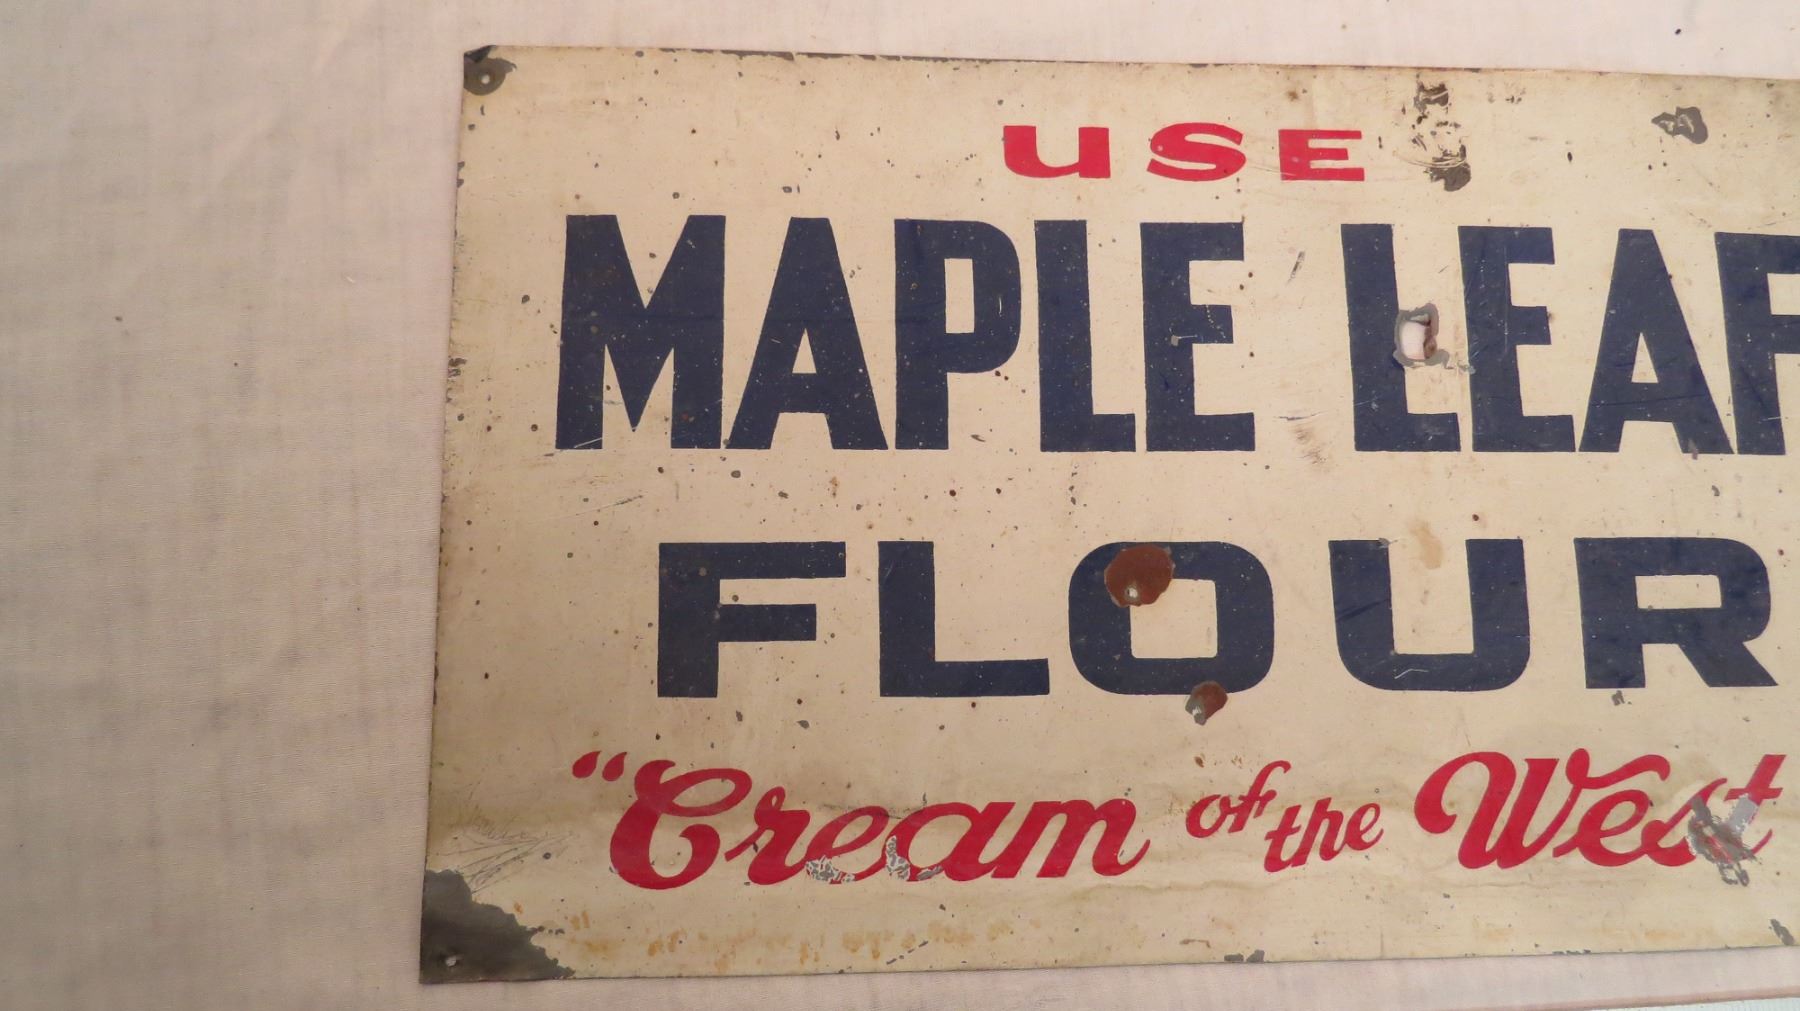 USE
MAPLE LEAF
FLOUR
“Cream of the West